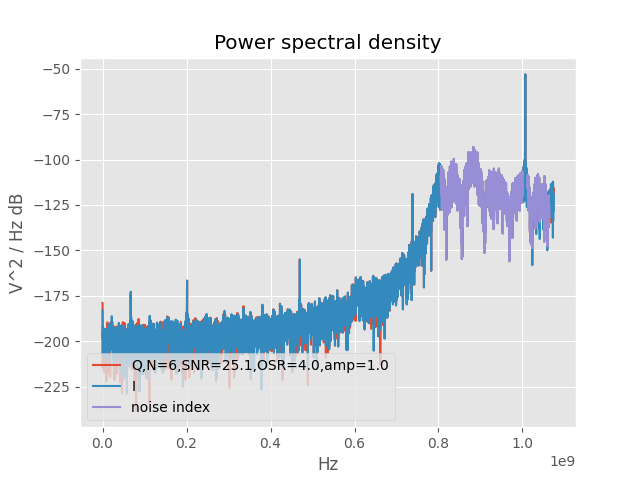 Power spectral density
V^2 / Hz dB
−50
−75
−100
−125
−150
−175
−200
−225
Q,N=6,SNR=25.1,OSR=4.0,amp=1.0
I
noise index
0.0 0.2 0.4 0.6 0.8 1.0
1e9
Hz